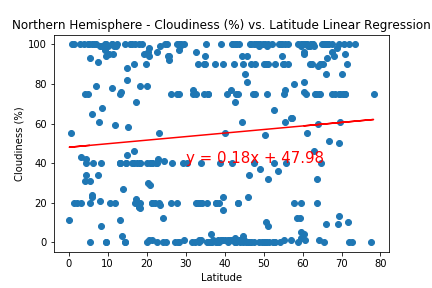 Northern Hemisphere - Cloudiness (%) vs. Latitude Linear Regression
100
80
60
40
20
0
Cloudiness (%)
y = 0.18x + 47.98
0 10 20 30 40 50 60 70 80
Latitude